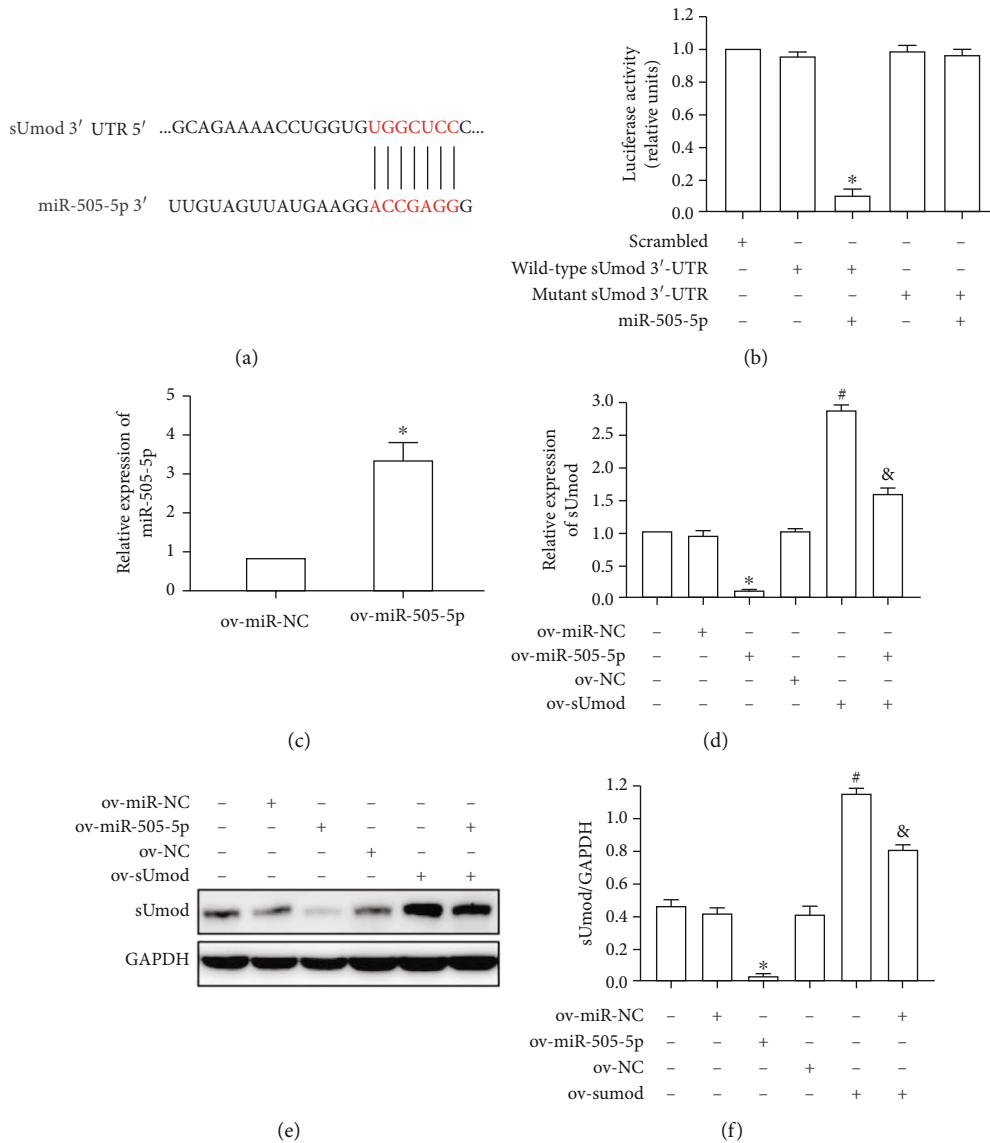 sUmod 3′ UTR 5′ ...GCAGAAAACCUGGUGUGGCUCCC...
miR-505-5p 3′ UUGUAGUUAUGAAGGACCGAGGG
(a)
Luciferase activity
(relative units)
1.2
1.0
0.8
0.6
0.4
0.2
0.0
*
Scrambled + – – – –
Wild-type sUmod 3′-UTR – + + – –
Mutant sUmod 3′-UTR – – – + +
miR-505-5p – – + – +
(b)
Relative expression of
miR-505-5p
5
4
3
2
1
0
*
ov-miR-NC ov-miR-505-5p
(c)
Relative expression
of sUmod
3.0
2.5
2.0
1.5
1.0
0.5
0.0
*
#
&
ov-miR-NC – + – – – –
ov-miR-505-5p – – + – – +
ov-NC – – – + – –
ov-sUmod – – – – + +
(d)
ov-miR-NC – + – – – –
ov-miR-505-5p – – + – – +
ov-NC – – – + – –
ov-sUmod – – – – + +
sUmod
GAPDH
(e)
sUmod/GAPDH
1.2
1.0
0.8
0.6
0.4
0.2
0.0
*
#
&
ov-miR-NC – + – – – +
ov-miR-505-5p – – + – – –
ov-NC – – – + – –
ov-sumod – – – – + +
(f)